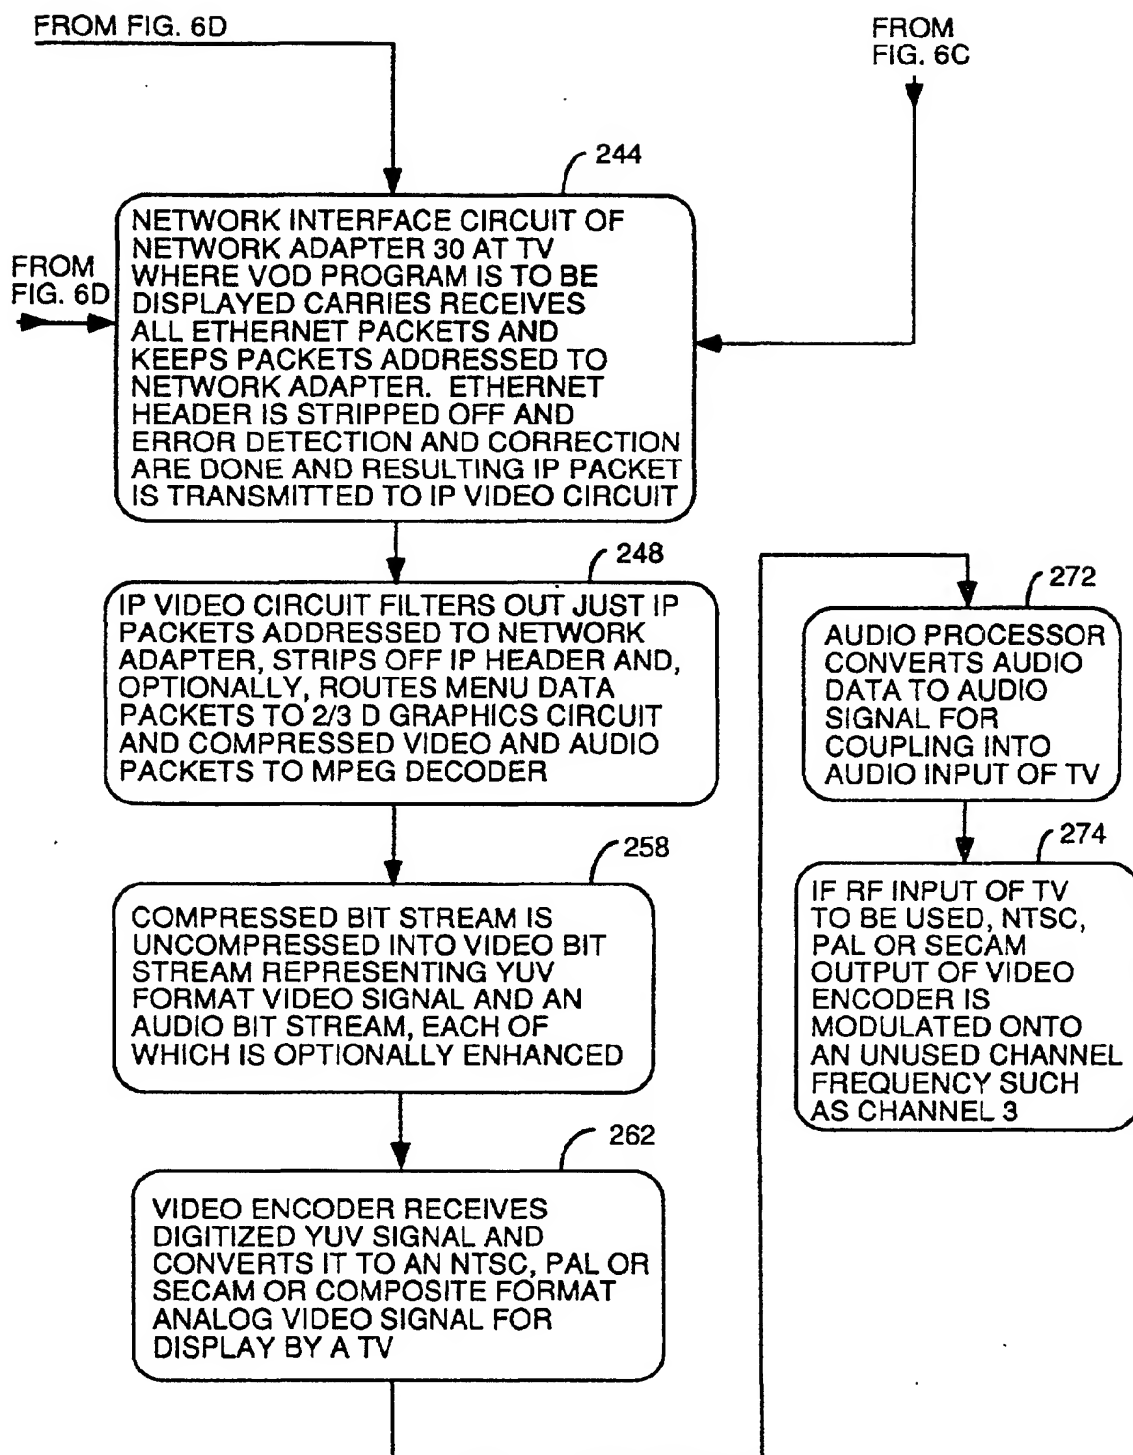 FROM FIG. 6D
FROM
FIG. 6C
244
NETWORK INTERFACE CIRCUIT OF
NETWORK ADAPTER 30 AT TV
WHERE VOD PROGRAM IS TO BE
DISPLAYED CARRIES RECEIVES
ALL ETHERNET PACKETS AND
KEEPS PACKETS ADDRESSED TO
NETWORK ADAPTER. ETHERNET
HEADER IS STRIPPED OFF AND
ERROR DETECTION AND CORRECTION
ARE DONE AND RESULTING IP PACKET
IS TRANSMITTED TO IP VIDEO CIRCUIT
FROM
FIG. 6D
248
IP VIDEO CIRCUIT FILTERS OUT JUST IP
PACKETS ADDRESSED TO NETWORK
ADAPTER, STRIPS OFF IP HEADER AND,
OPTIONALLY, ROUTES MENU DATA
PACKETS TO 2/3 D GRAPHICS CIRCUIT
AND COMPRESSED VIDEO AND AUDIO
PACKETS TO MPEG DECODER
258
COMPRESSED BIT STREAM IS
UNCOMPRESSED INTO VIDEO BIT
STREAM REPRESENTING YUV
FORMAT VIDEO SIGNAL AND AN
AUDIO BIT STREAM, EACH OF
WHICH IS OPTIONALLY ENHANCED
262
VIDEO ENCODER RECEIVES
DIGITIZED YUV SIGNAL AND
CONVERTS IT TO AN NTSC, PAL OR
SECAM OR COMPOSITE FORMAT
ANALOG VIDEO SIGNAL FOR
DISPLAY BY A TV
272
AUDIO PROCESSOR
CONVERTS AUDIO
DATA TO AUDIO
SIGNAL FOR
COUPLING INTO
AUDIO INPUT OF TV
274
IF RF INPUT OF TV
TO BE USED, NTSC,
PAL OR SECAM
OUTPUT OF VIDEO
ENCODER IS
MODULATED ONTO
AN UNUSED CHANNEL
FREQUENCY SUCH
AS CHANNEL 3